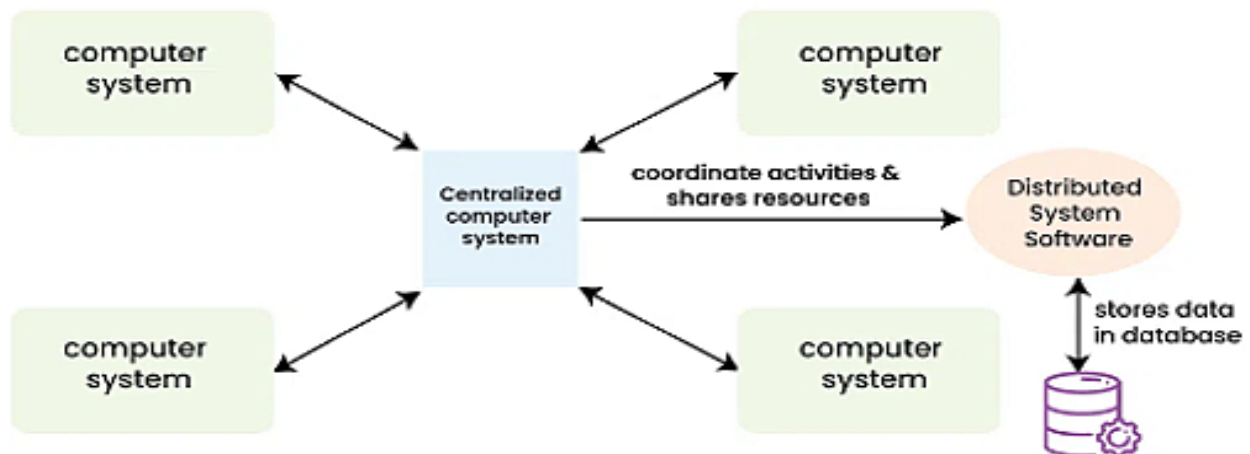 computer
system
computer
system
Centralized
computer
system
coordinate activities &
shares resources
Distributed
System
Software
computer
system
computer
system
stores data
in database